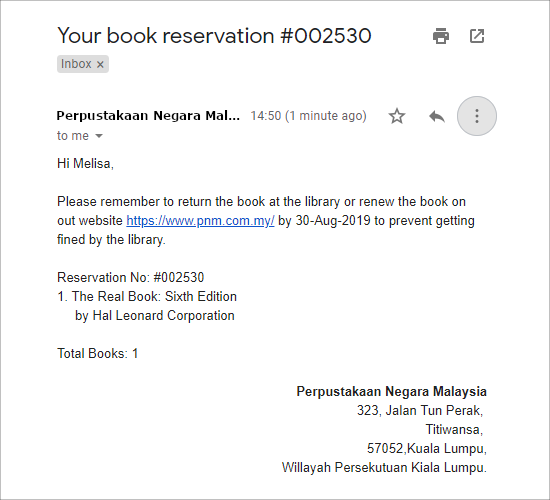 Your book reservation #002530
Inbox ×
Perpustakaan Negara Mal... 14:50 (1 minute ago)
to me
Hi Melisa,
Please remember to return the book at the library or renew the book on
out website https://www.pnm.com.my/ by 30-Aug-2019 to prevent getting
fined by the library.
Reservation No: #002530
1. The Real Book: Sixth Edition
by Hal Leonard Corporation
Total Books: 1
Perpustakaan Negara Malaysia
323, Jalan Tun Perak,
Titiwansa,
57052,Kuala Lumpu,
Willayah Persekutuan Kiala Lumpu.